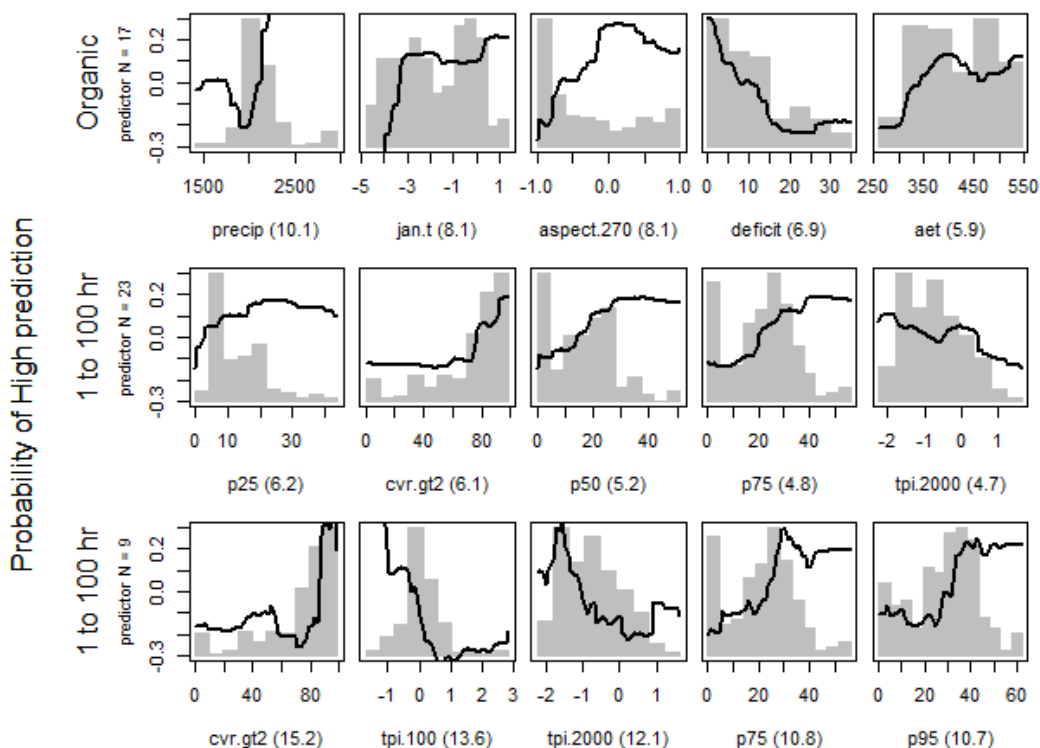 Probability of High prediction
Organic
predictor N = 17
0.2
0.0
-0.3
1500 2500
-5 -3 -1 1
-1.0 0.0 1.0
0 10 20 30
250 350 450 550
precip (10.1)
jan.t (8.1)
aspect.270 (8.1)
deficit (6.9)
aet (5.9)
1 to 100 hr
predictor N = 23
0.2
0.0
-0.3
0 10 30
0 40 80
0 20 40
0 20 40
-2 -1 0 1
p25 (6.2)
cvr.gt2 (6.1)
p50 (5.2)
p75 (4.8)
tpi.2000 (4.7)
1 to 100 hr
predictor N = 9
0.2
0.0
-0.3
0 40 80
-1 0 1 2 3
-2 -1 0 1
0 20 40
0 20 40 60
cvr.gt2 (15.2)
tpi.100 (13.6)
tpi.2000 (12.1)
p75 (10.8)
p95 (10.7)